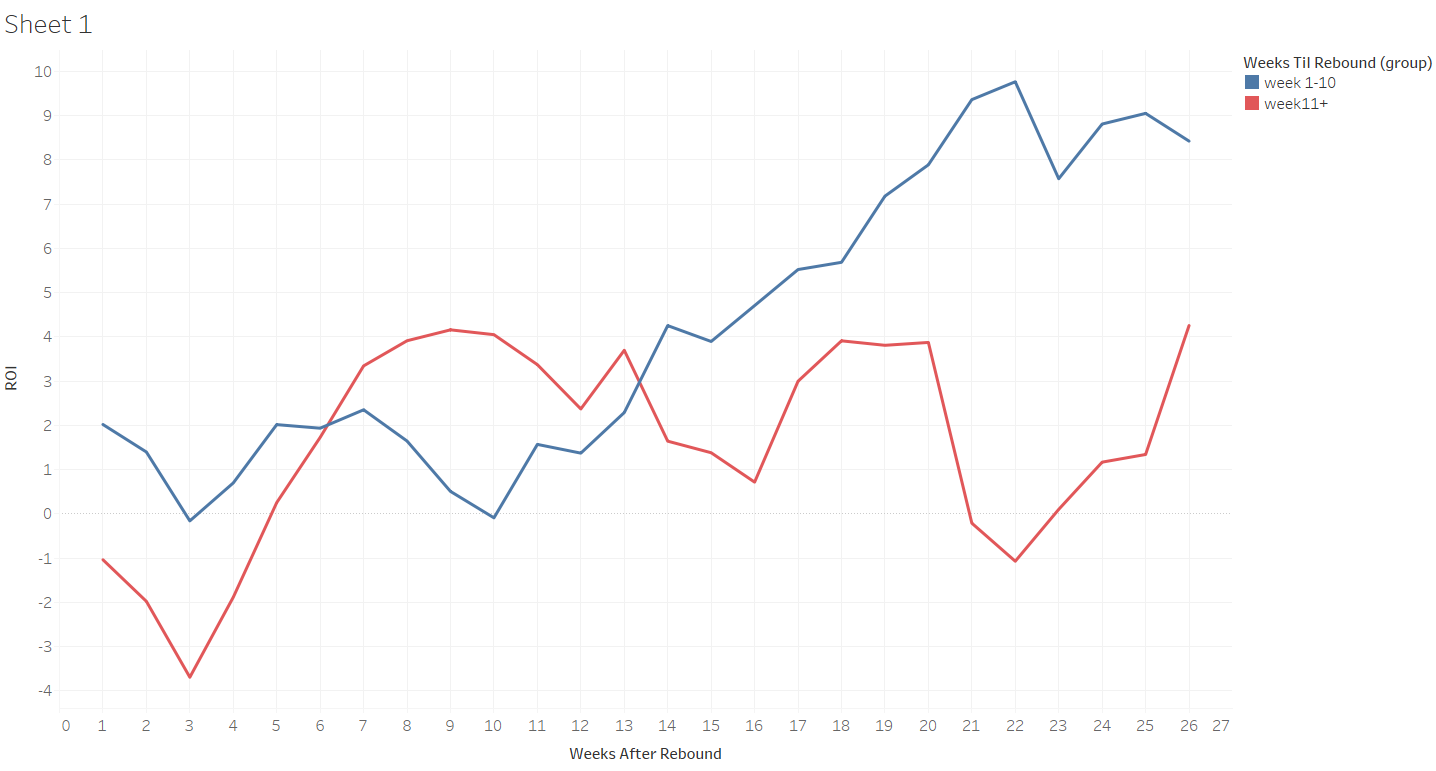 Sheet 1
Weeks Til Rebound (group)
week 1-10
week11+
10
9
8
7
6
5
4
3
2
1
0
-1
-2
-3
-4
ROI
0 1 2 3 4 5 6 7 8 9 10 11 12 13 14 15 16 17 18 19 20 21 22 23 24 25 26 27
Weeks After Rebound